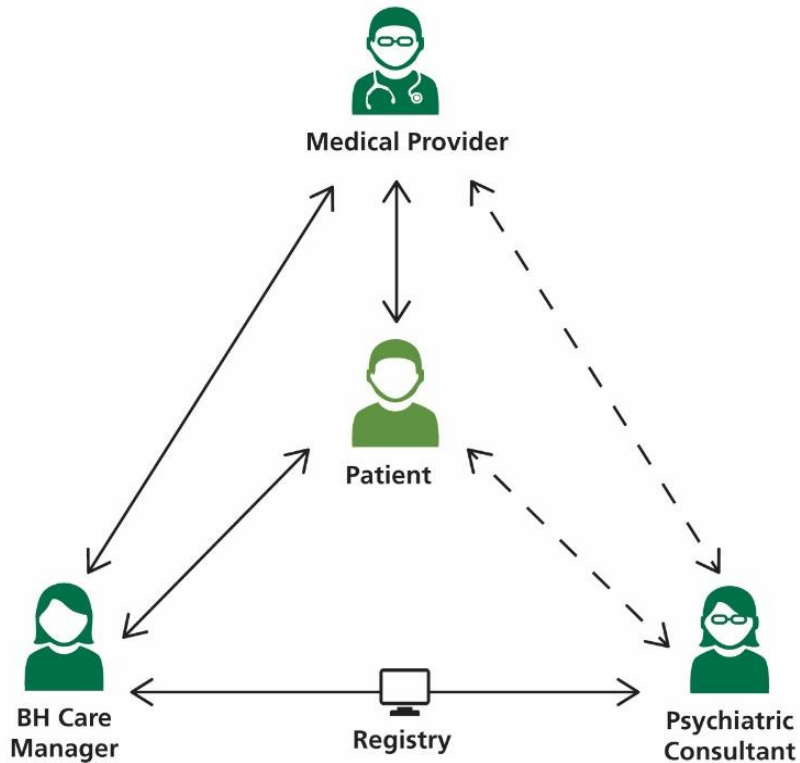 Medical Provider
Patient
BH Care
Manager
Registry
Psychiatric
Consultant